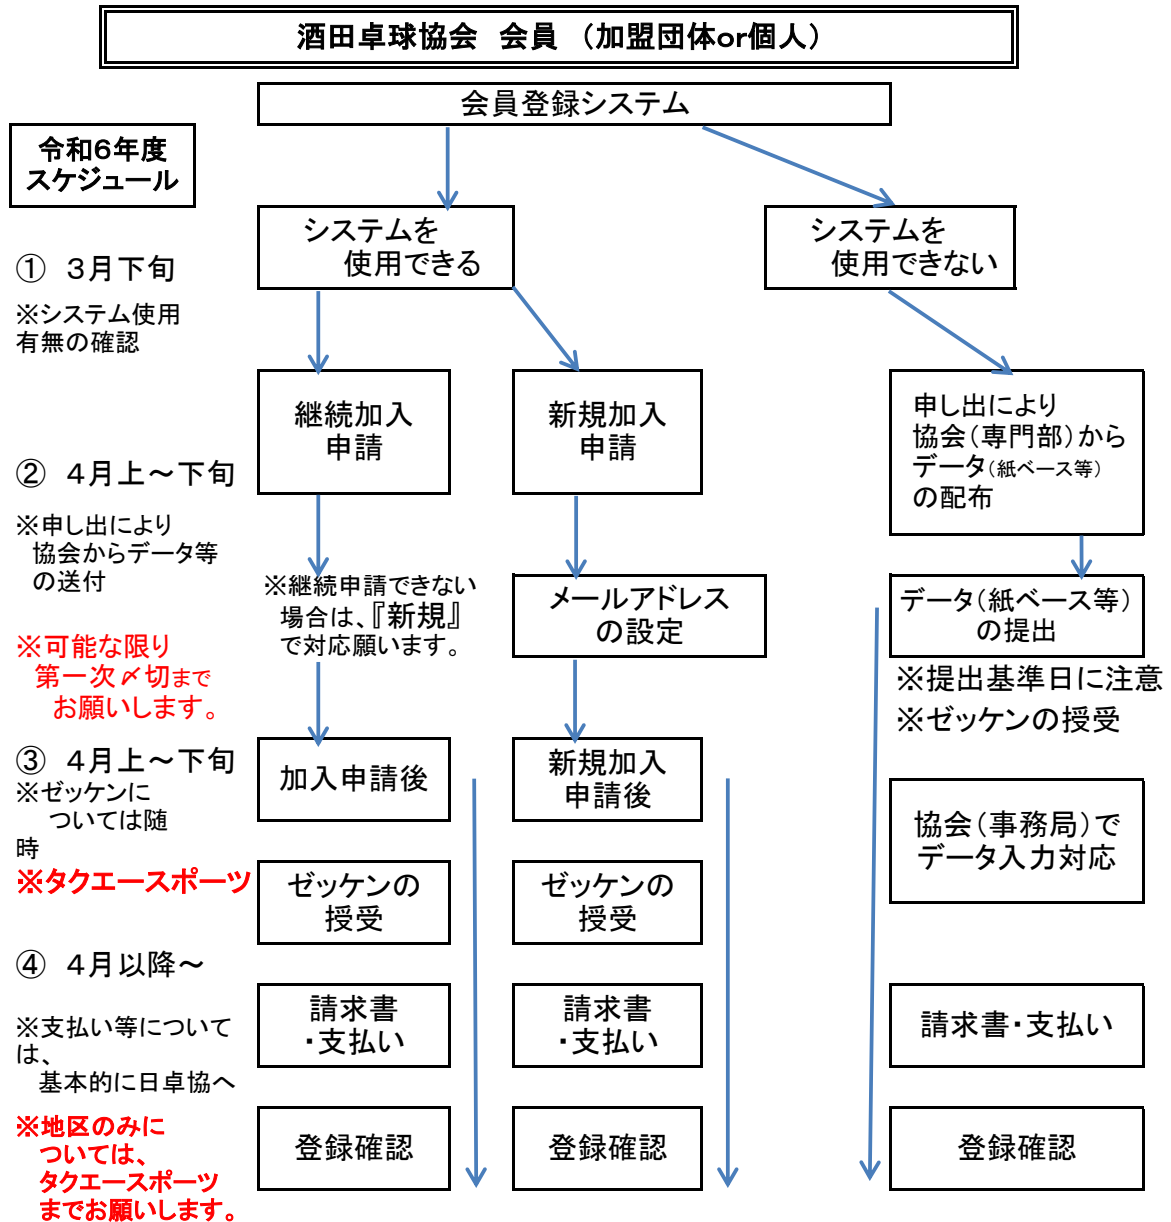 酒田卓球協会　会員　（加盟団体or個人）
会員登録システム
令和６年度
スケジュール
システムを
使用できる
システムを
使用できない
①　３月下旬
※システム使用
有無の確認
継続加入
申請
新規加入
申請
申し出により
協会（専門部）から
データ（紙ベース等）
の配布
②　４月上～下旬
※申し出により
協会からデータ等
の送付
※継続申請できない
場合は、『新規』
で対応願います。
メールアドレス
の設定
データ（紙ベース等）
の提出
※提出基準日に注意
※ゼッケンの授受
※可能な限り
第一次〆切まで
お願いします。
③　４月上～下旬
※ゼッケンに
ついては随
時
※タクエースポーツ
加入申請後
新規加入
申請後
協会（事務局）で
データ入力対応
ゼッケンの
授受
ゼッケンの
授受
④　４月以降～
※支払い等について
は、
基本的に日卓協へ
請求書
・支払い
請求書
・支払い
請求書・支払い
※地区のみに
ついては、
タクエースポーツ
までお願いします。
登録確認
登録確認
登録確認